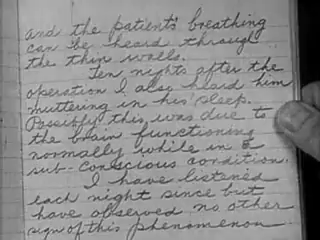 and the patients' breathing
can be heard through
the thin walls.
Ten nights after the
operation I also heard him
muttering in his sleep.
Possibly this was due to
the brain functioning
normally while in a
sub-conscious condition.
I have listened
each night since but
have observed no other
sign of this phenomenon